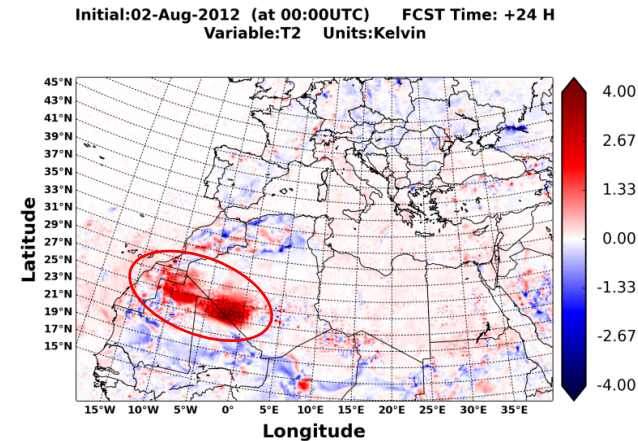 Initial:02-Aug-2012 (at 00:00UTC) FCST Time: +24 H
Variable:T2 Units:Kelvin
45°N
43°N
41°N
39°N
37°N
35°N
33°N
31°N
29°N
27°N
25°N
23°N
21°N
19°N
17°N
15°N
Latitude
15°W 10°W 5°W 0° 5°E 10°E 15°E 20°E 25°E 30°E 35°E
Longitude
4.00
2.67
1.33
0.00
-1.33
-2.67
-4.00